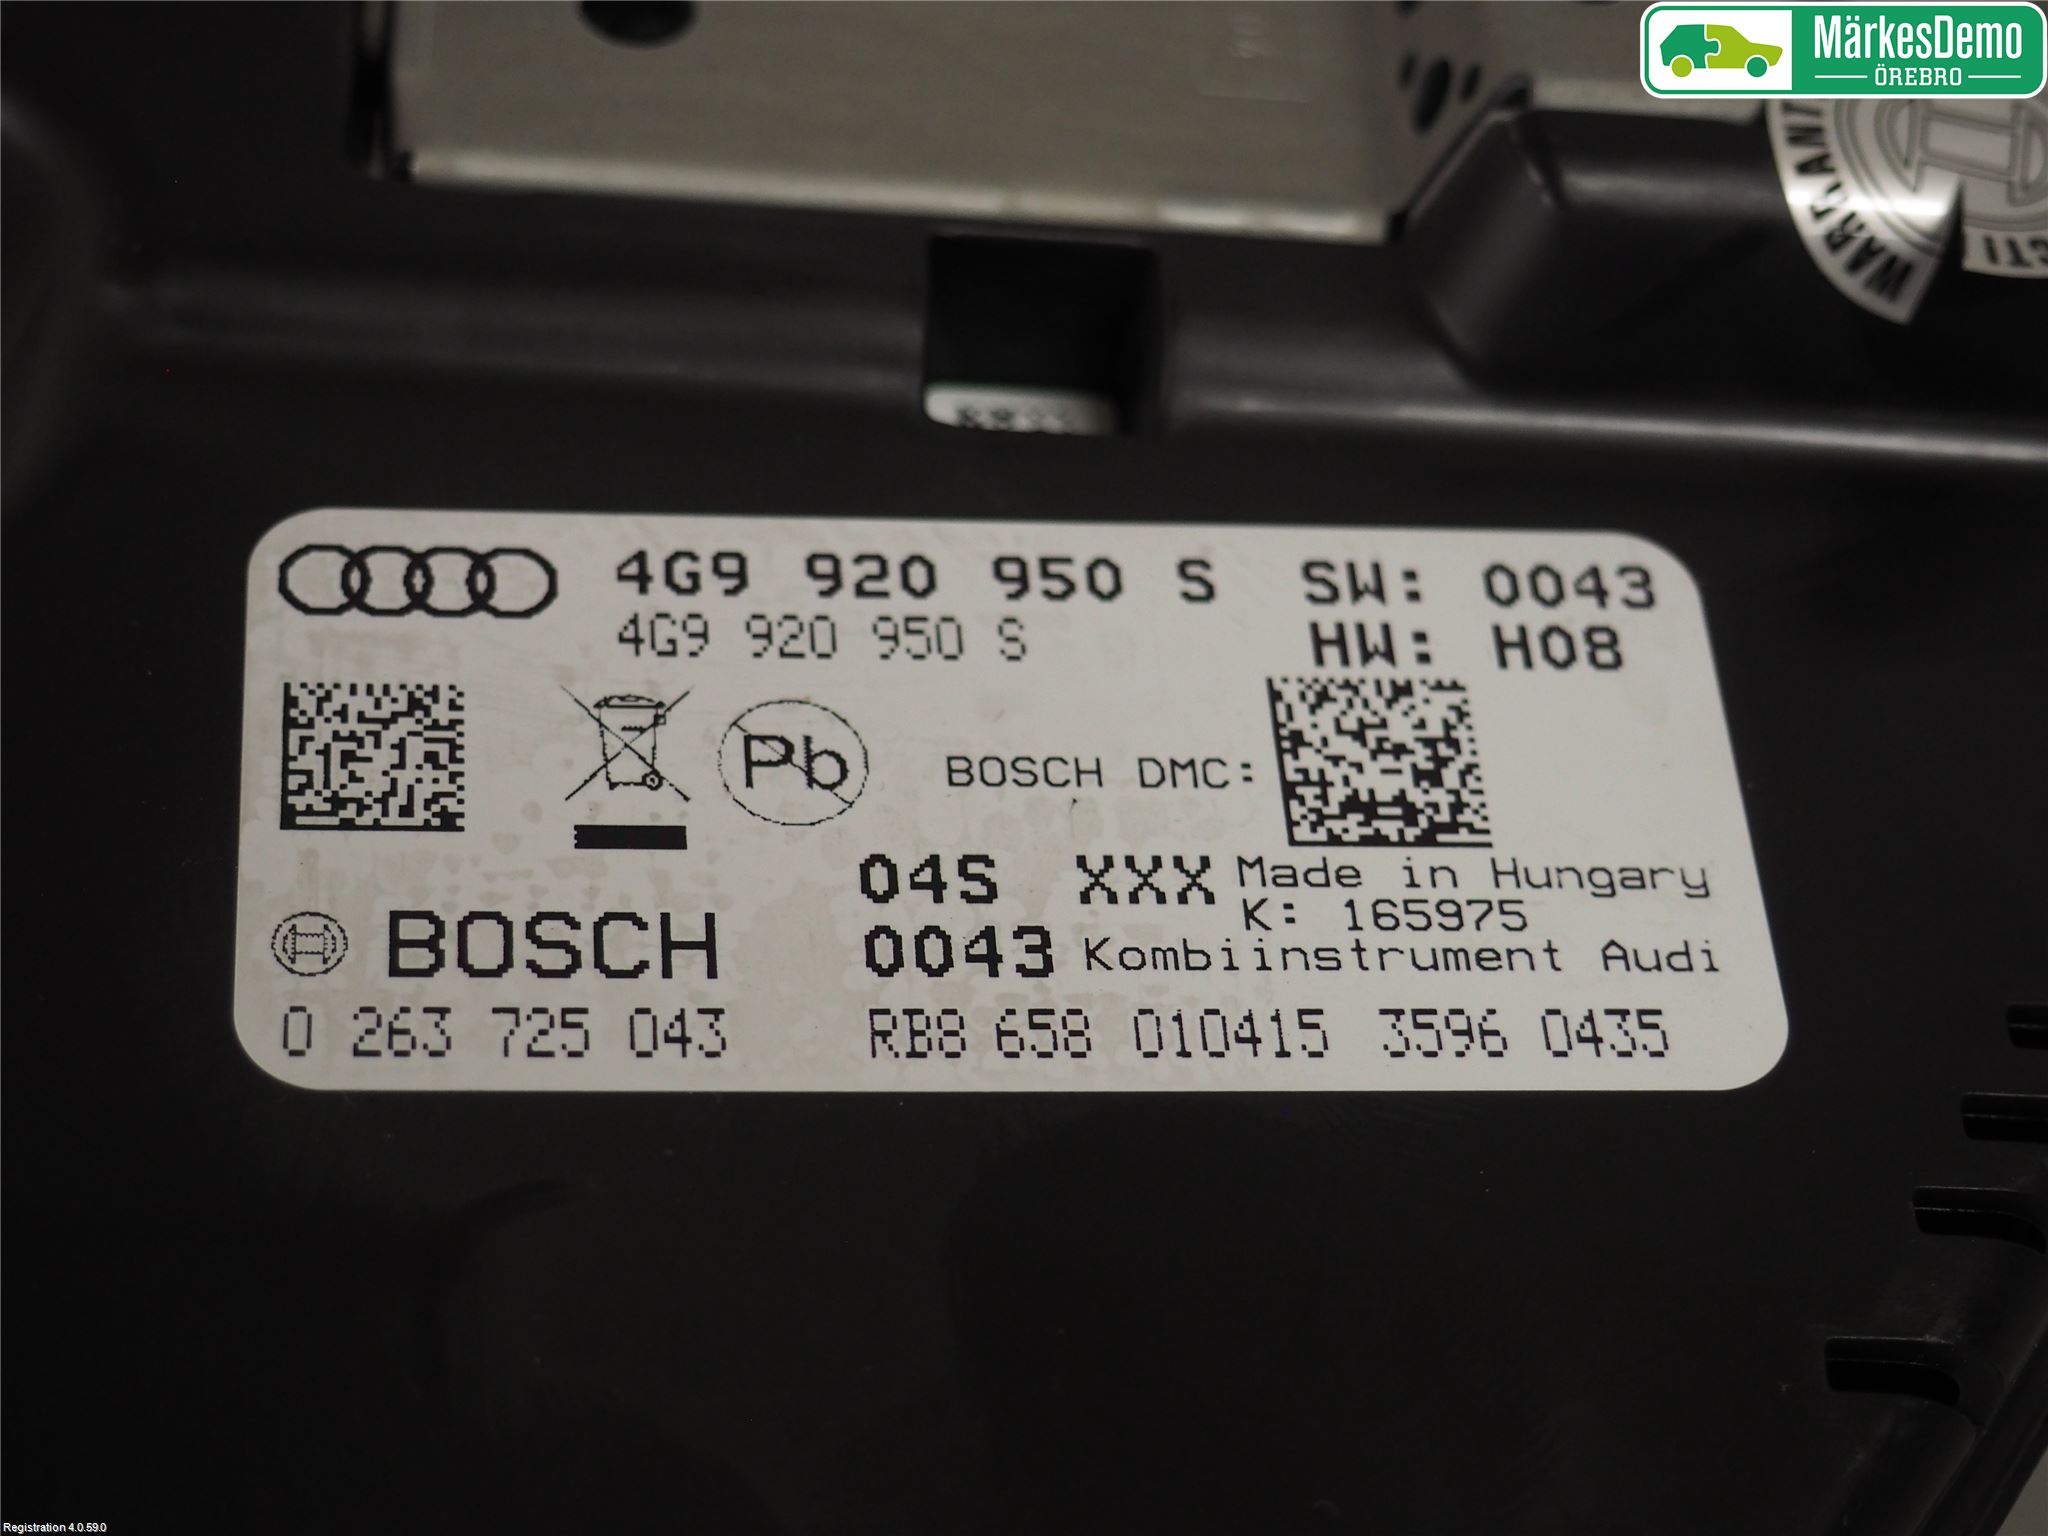 MärkesDemo
ÖREBRO
4G9 920 950 S SW: 0043
4G9 920 950 S HW: H08
Pb
BOSCH DMC:
04S XXX Made in Hungary
K: 165975
BOSCH 0043 Kombiinstrument Audi
0 263 725 043 RB8 658 010415 3596 0435
Registration 4.0.59.0